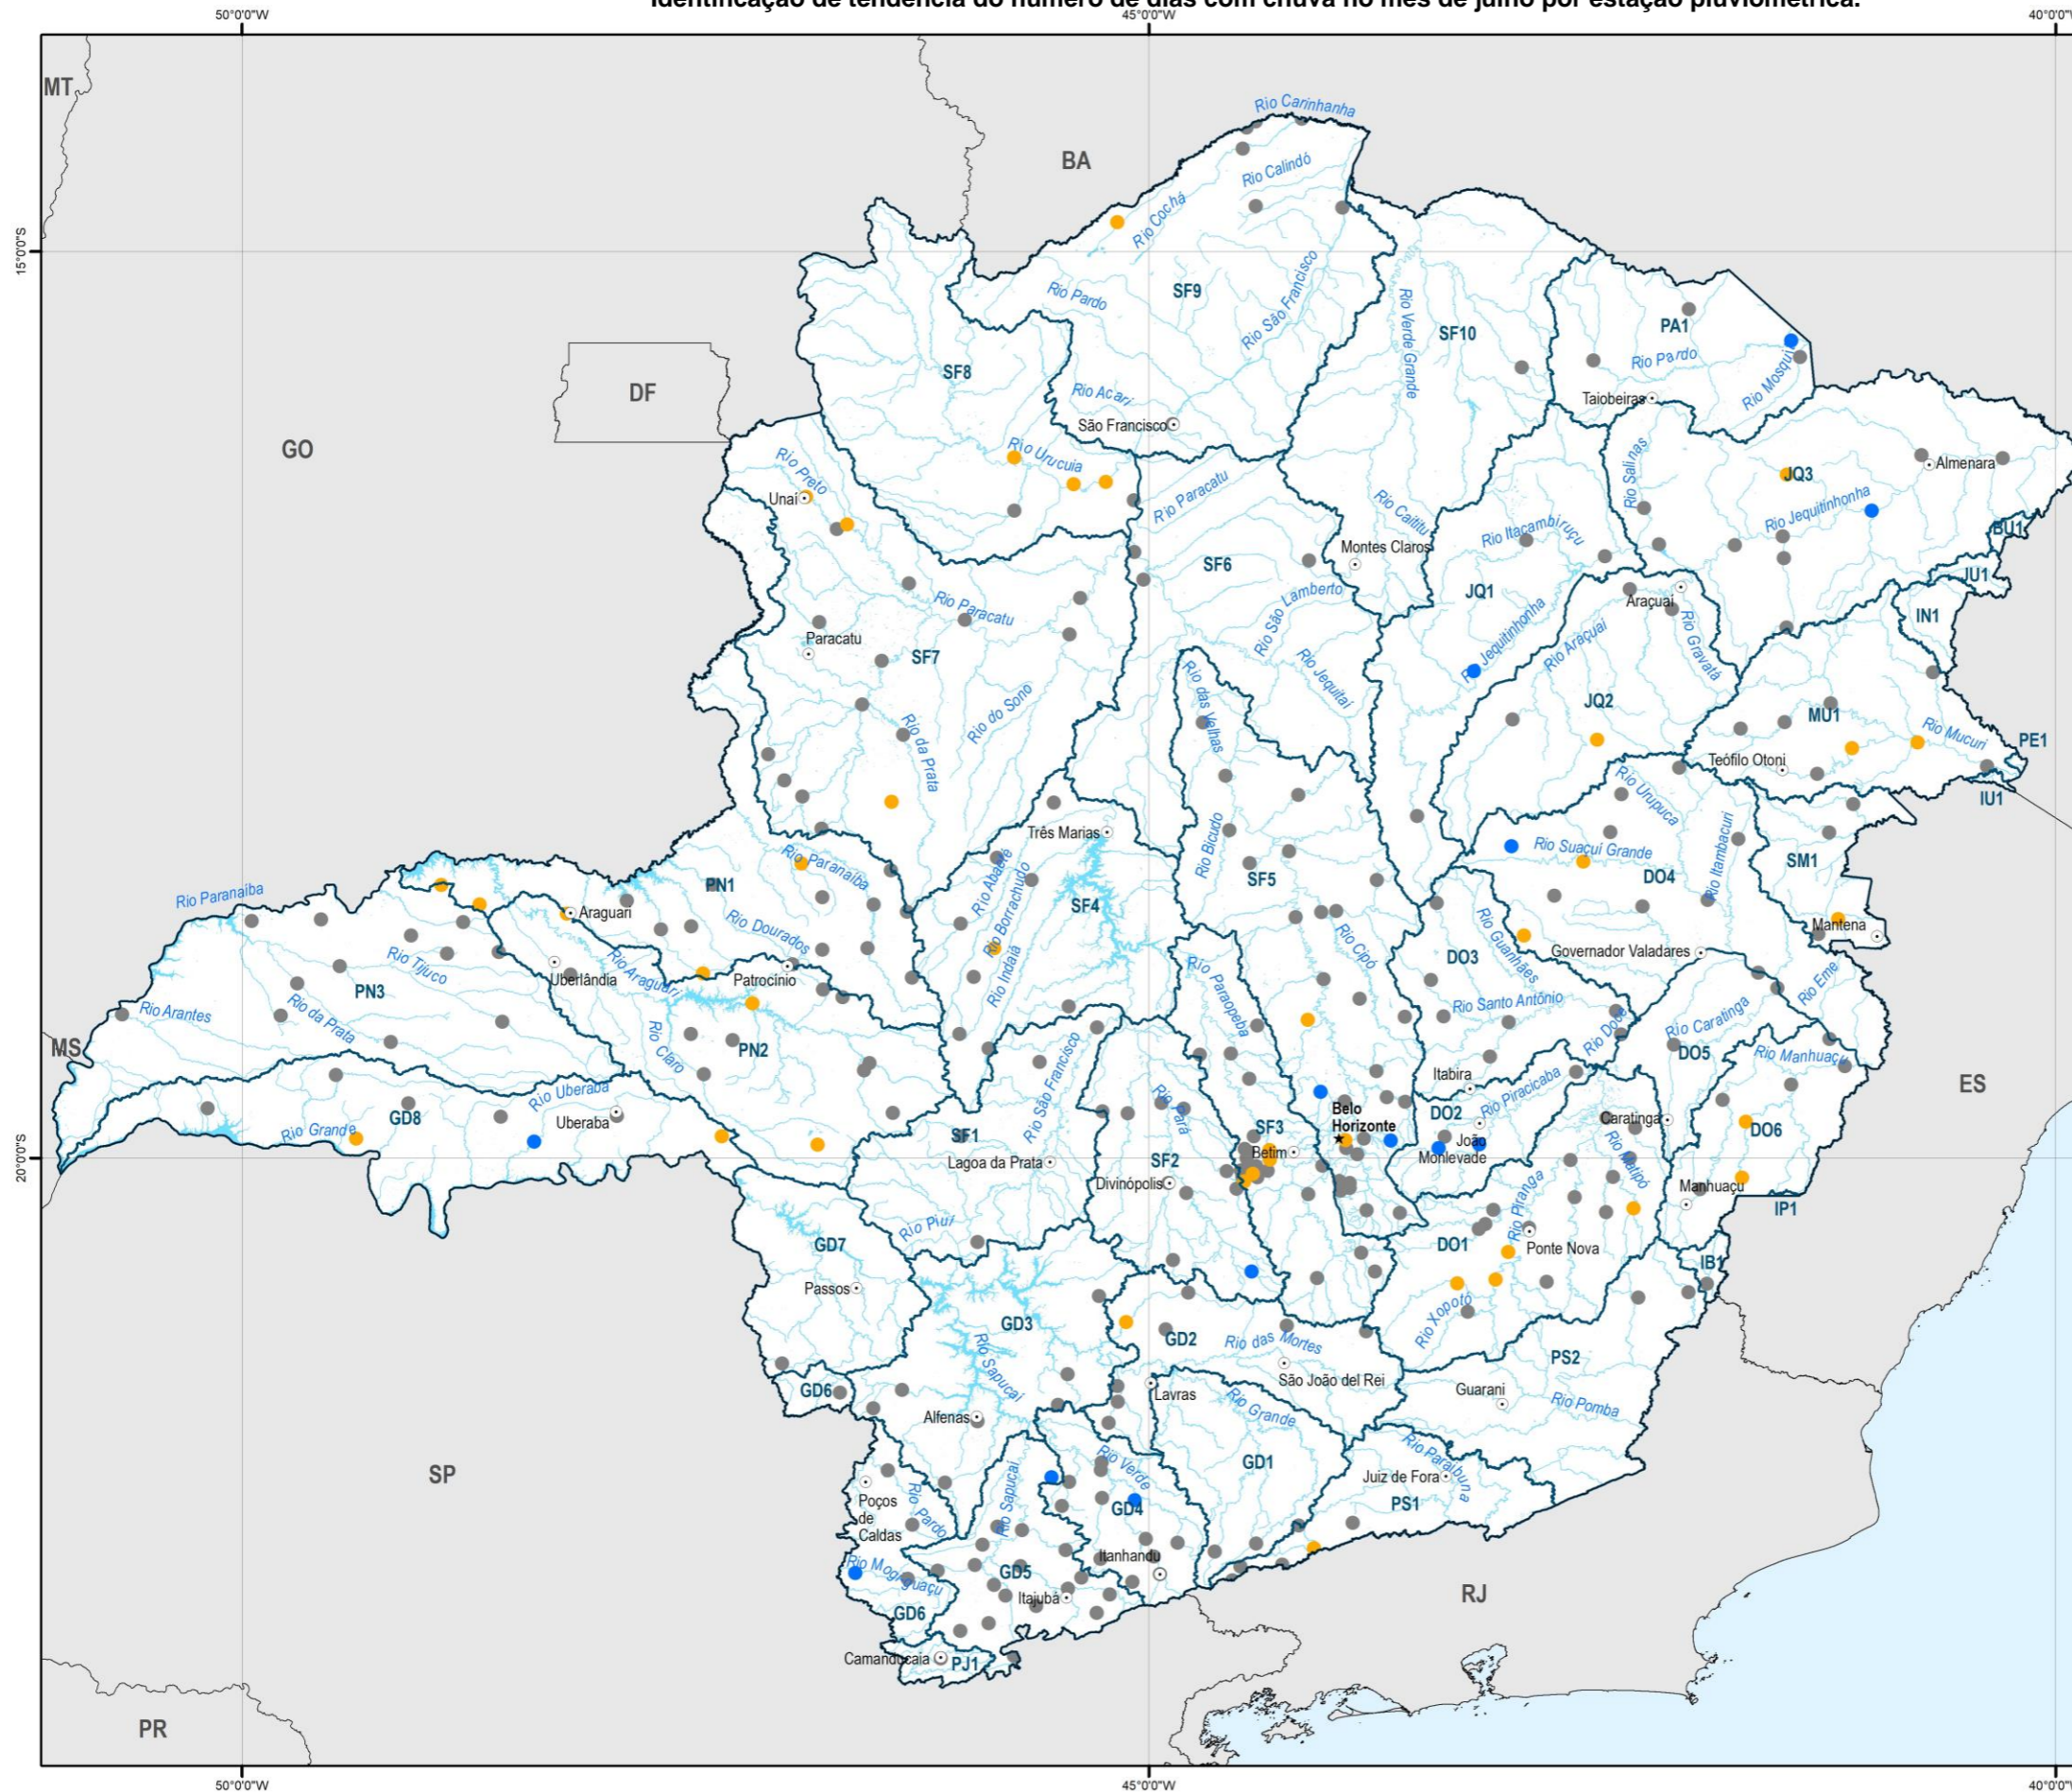 Identificação de tendência do número de dias com chuva no mês de julho por estação pluviométrica.
50°0'0"W
45°0'0"W
40°0'0"W
MT
Rio Carinhanha
BA
Rio Calindó
Rio Cochá
15°0'0"S
SF9
Rio Pardo
Rio São Francisco
Rio Verde Grande
SF10
PA1
Rio Pardo
Rio Mosqui
SF8
DF
Rio Acari
São Francisco
Taiobeiras
GO
Rio Preto
Rio Urucuia
Rio Salinas
JQ3
Almenara
Unaí
Rio Paracatu
Rio Caititu
Rio Jequitinhonha
Rio Itacambiruçu
BU1
Montes Claros
SF6
JU1
JQ1
Rio São Lamberto
Araçuaí
Rio Paracatu
IN1
Paracatu
SF7
Jequitinhonha
Rio Araçuaí
Rio Gravatá
Rio das Velhas
Rio Jequitaí
Rio do Sono
JQ2
MU1
Rio da Prata
Rio Mucuri
PE1
Teófilo Otoni
Rio Urupuca
IU1
Três Marias
Rio Bicudo
Rio Suaçuí Grande
Rio Itambacuri
SM1
Rio Paranaíba
PN1
Rio Abaeté
Rio Borrachudo
SF5
DO4
Rio Paranaíba
SF4
Araguari
Rio Dourados
Mantena
Rio Cipó
Rio Guanhães
Governador Valadares
DO3
Rio Tijuco
Uberlândia
Rio Araguari
Patrocínio
Rio Indaiá
Rio Paraopeba
PN3
Rio Eme
Rio Arantes
Rio da Prata
Rio Santo Antônio
Rio Doce
Rio Caratinga
MS
Rio Claro
PN2
Rio São Francisco
DO5
Rio Manhuaçu
Itabira
ES
Rio Uberaba
Rio Pará
Rio Piracicaba
GD8
Uberaba
Belo
Horizonte
DO2
Caratinga
DO6
Rio Grande
SF1
SF3
João
Monlevade
Betim
20°0'0"S
Lagoa da Prata
SF2
Rio Matipó
Divinópolis
Manhuaçu
Rio Piranga
IP1
Rio Piuí
GD7
DO1
Ponte Nova
IB1
Passos
GD3
Rio Xopotó
GD2
Rio das Mortes
PS2
Rio Sapucaí
GD6
São João del Rei
Lavras
Guarani
Rio Pomba
Alfenas
Rio Grande
SP
Rio Verde
GD1
Rio Paraibuna
Juiz de Fora
Poços
de
Caldas
Rio Pardo
Rio Sapucaí
GD4
PS1
Itanhandu
Rio Mogi-Guaçu
GD5
Itajubá
RJ
GD6
Camanducaia
PJ1
PR
50°0'0"W
45°0'0"W
40°0'0"W